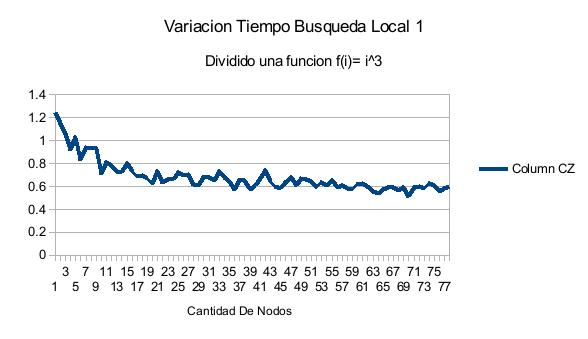 Variacion Tiempo Busqueda Local 1
Dividido una funcion f(i)= i^3
1.4
1.2
1
0.8
0.6
0.4
0.2
0
Column CZ
3 7 11 15 19 23 27 31 35 39 43 47 51 55 59 63 67 71 75
1 5 9 13 17 21 25 29 33 37 41 45 49 53 57 61 65 69 73 77
Cantidad De Nodos